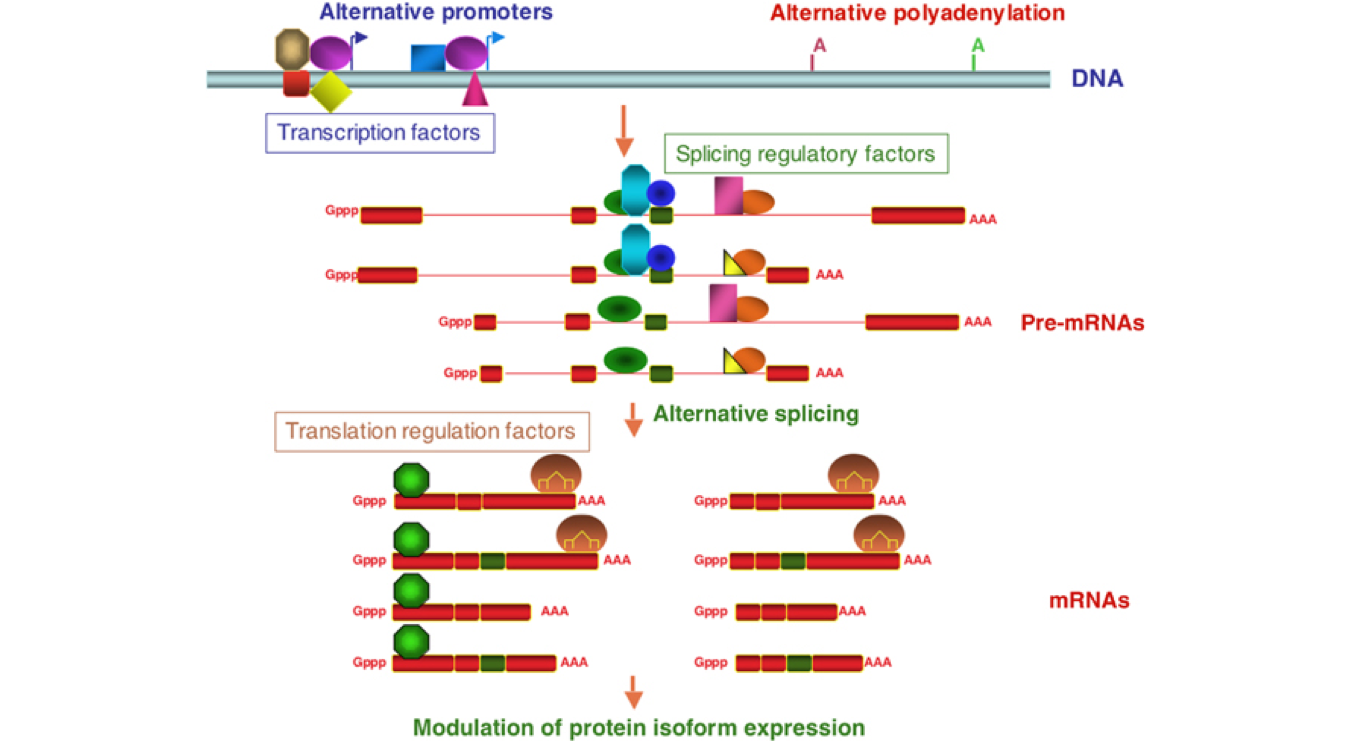 Alternative promoters
Alternative polyadenylation
A
A
DNA
Transcription factors
Splicing regulatory factors
Gppp AAA
Gppp AAA
Gppp AAA
Pre-mRNAs
Gppp AAA
Alternative splicing
Translation regulation factors
Gppp AAA Gppp AAA
Gppp AAA Gppp AAA
mRNAs
Gppp AAA Gppp AAA
Gppp AAA Gppp AAA
Modulation of protein isoform expression